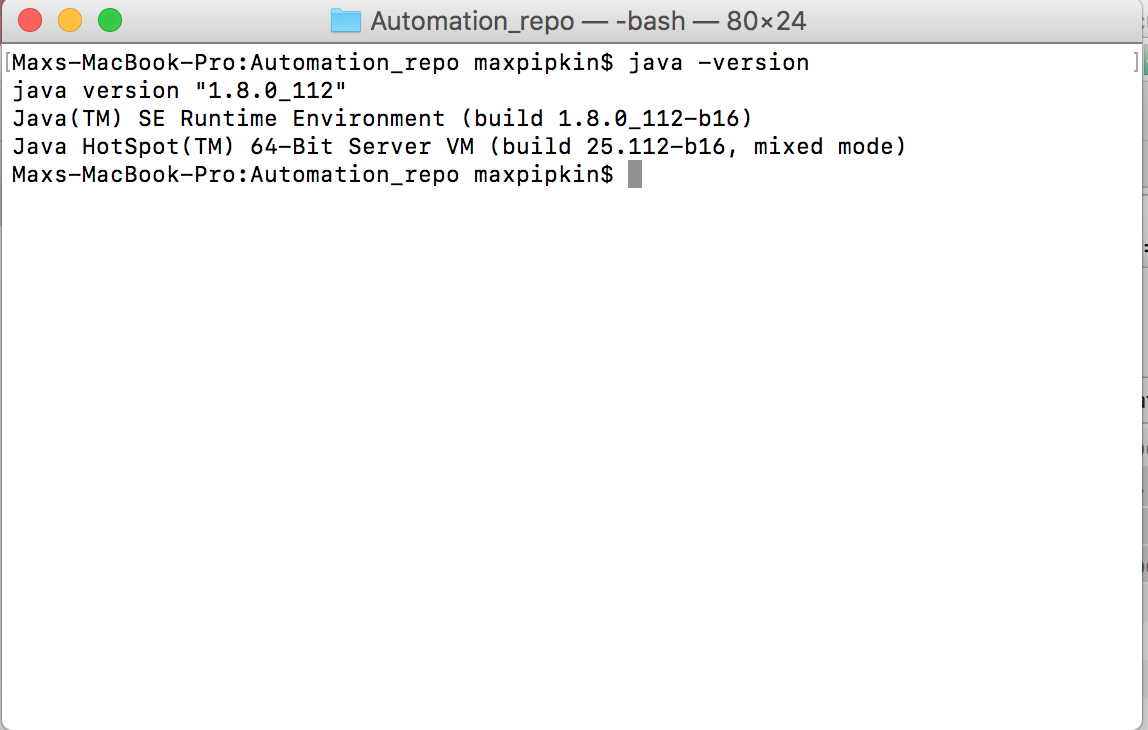 Automation_repo — -bash — 80×24
[Maxs-MacBook-Pro:Automation_repo maxpipkin$ java -version ]
java version "1.8.0_112"
Java(TM) SE Runtime Environment (build 1.8.0_112-b16)
Java HotSpot(TM) 64-Bit Server VM (build 25.112-b16, mixed mode)
Maxs-MacBook-Pro:Automation_repo maxpipkin$